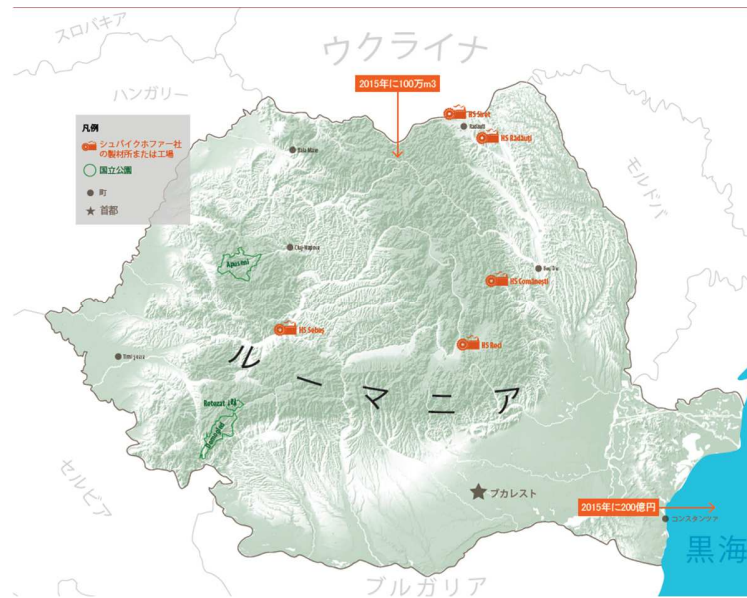 スロバキア
ウクライナ
ハンガリー
2015年に100万m3
HS Siret
Rădăuți
HS Rădăuți
凡例
シュバイクホファー社
の製材所または工場
国立公園
町
首都
モルドバ
Baia Mare
Cluj-Napoca
Apuseni
HS Comănești
HS Sebeș
HS Reci
Timișoara
ルーマニア
Retezat
Domogled
セルビア
ブカレスト
2015年に200億円
コンスタンツァ
黒海
ブルガリア